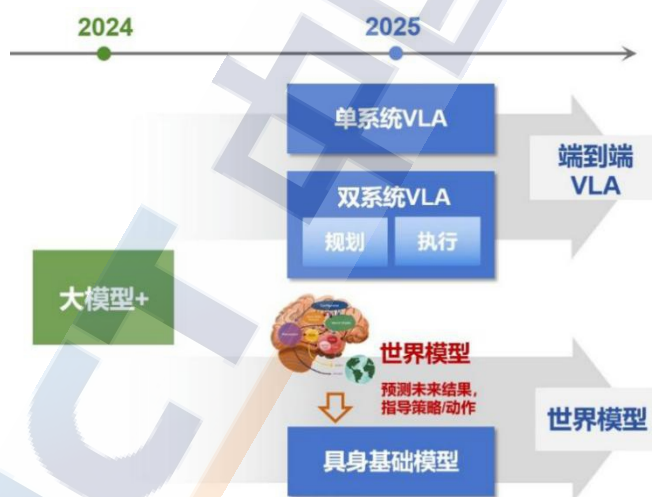 2024
2025
单系统VLA
双系统VLA
规划
执行
端到端
VLA
大模型+
世界模型
预测未来结果，
指导策略/动作
具身基础模型
世界模型